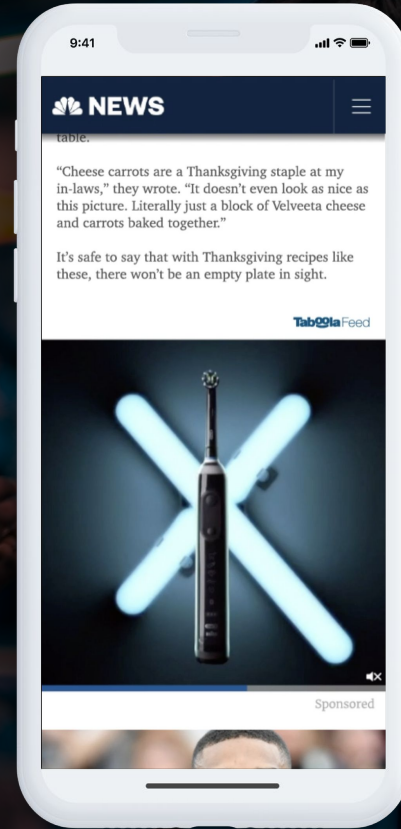 9:41
NEWS
table.
“Cheese carrots are a Thanksgiving staple at my
in-laws,” they wrote. “It doesn’t even look as nice as
this picture. Literally just a block of Velveeta cheese
and carrots baked together.”
It’s safe to say that with Thanksgiving recipes like
these, there won’t be an empty plate in sight.
Taboola Feed
Sponsored